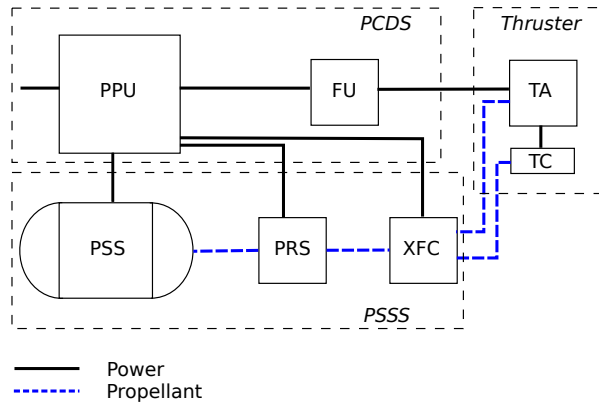 PCDS
Thruster
PPU
FU
TA
TC
PSS
PRS
XFC
PSSS
Power
Propellant